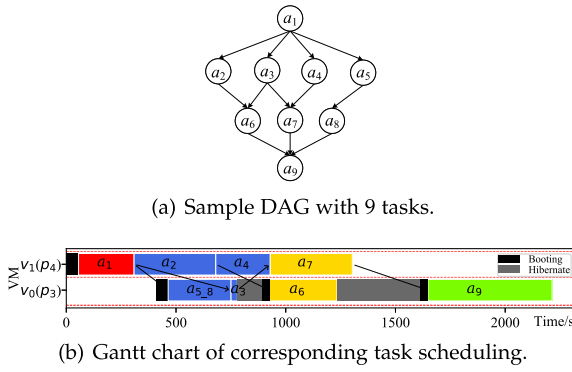 a1
a2 a3 a4 a5
a6 a7 a8
a9
(a) Sample DAG with 9 tasks.
VM
v1(p4) a1 a2 a4 a7 Booting
Hibernate
v0(p3) a5_8 a3 a6 a9
0 500 1000 1500 2000 Time/s
(b) Gantt chart of corresponding task scheduling.